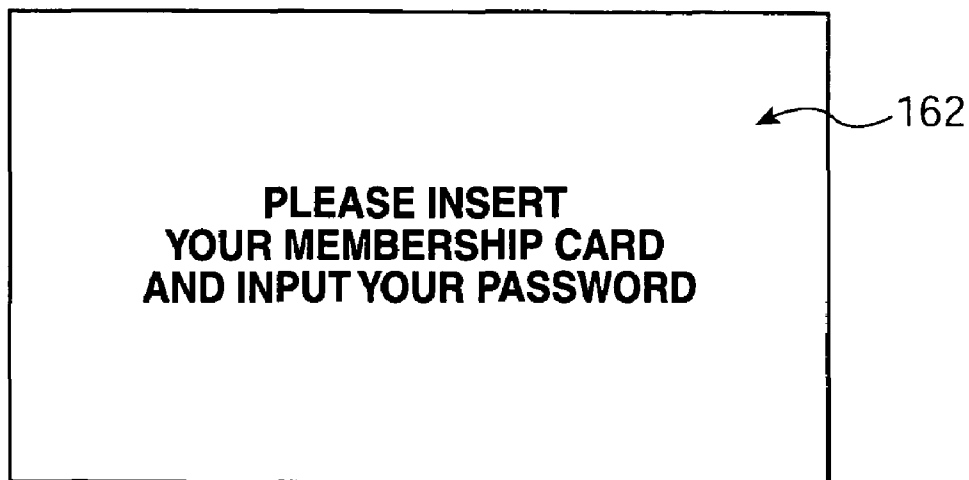 162
PLEASE INSERT
YOUR MEMBERSHIP CARD
AND INPUT YOUR PASSWORD